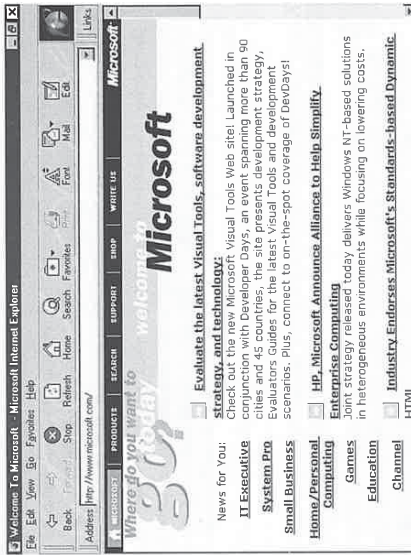 Welcome To Microsoft - Microsoft Internet Explorer
File Edit View Go Favorites Help
Back Forward Stop Refresh Home Search Favorites Print Font Mail Edit
Address http://www.microsoft.com/ Links
MICROSOFT PRODUCTS SEARCH SUPPORT SHOP WRITE US Microsoft
Where do you want to
go today
welcome to
Microsoft
News for You:
IT Executive
System Pro
Small Business
Home/Personal
Computing
Games
Education
Channel
Evaluate the latest Visual Tools, software development
strategy, and technology:
Check out the new Microsoft Visual Tools Web site! Launched in
conjunction with Developer Days, an event spanning more than 90
cities and 45 countries, the site presents development strategy,
Evaluators Guides for the latest Visual Tools and development
scenarios. Plus, connect to on-the-spot coverage of DevDays!
HP, Microsoft Announce Alliance to Help Simplify
Enterprise Computing
Joint strategy released today delivers Windows NT-based solutions
in heterogeneous environments while focusing on lowering costs.
Industry Endorses Microsoft's Standards-based Dynamic
HTML